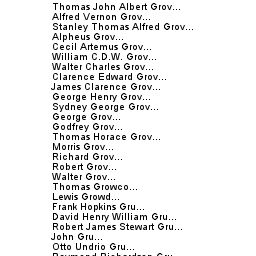 Thomas John Albert Grov...
Alfred Vernon Grov...
Stanley Thomas Alfred Grov...
Alpheus Grov...
Cecil Artemus Grov...
William C.D.W. Grov...
Walter Charles Grov...
Clarence Edward Grov...
James Clarence Grov...
George Henry Grov...
Sydney George Grov...
George Grov...
Godfrey Grov...
Thomas Horace Grov...
Morris Grov...
Richard Grov...
Robert Grov...
Walter Grov...
Thomas Growco...
Lewis Growd...
Frank Hopkins Gru...
David Henry William Gru...
Robert James Stewart Gru...
John Gru...
Otto Undrio Gru...
Raymond Richardson Gru...